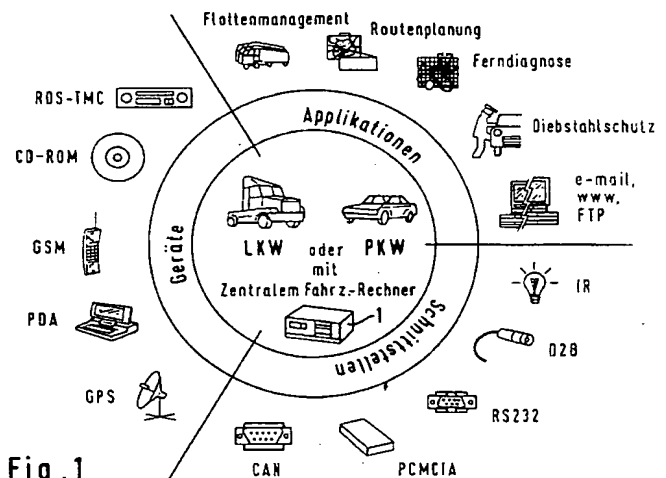 Flottenmanagement
Routenplanung
Ferndiagnose
Diebstahlschutz
e-mail,
www,
FTP
RDS-TMC
CD-ROM
GSM
PDA
GPS
Applikationen
Geräte
Schnittstellen
LKW oder PKW
mit
Zentralem Fahrz.-Rechner
1
IR
D2B
RS232
PCMCIA
CAN
Fig.1